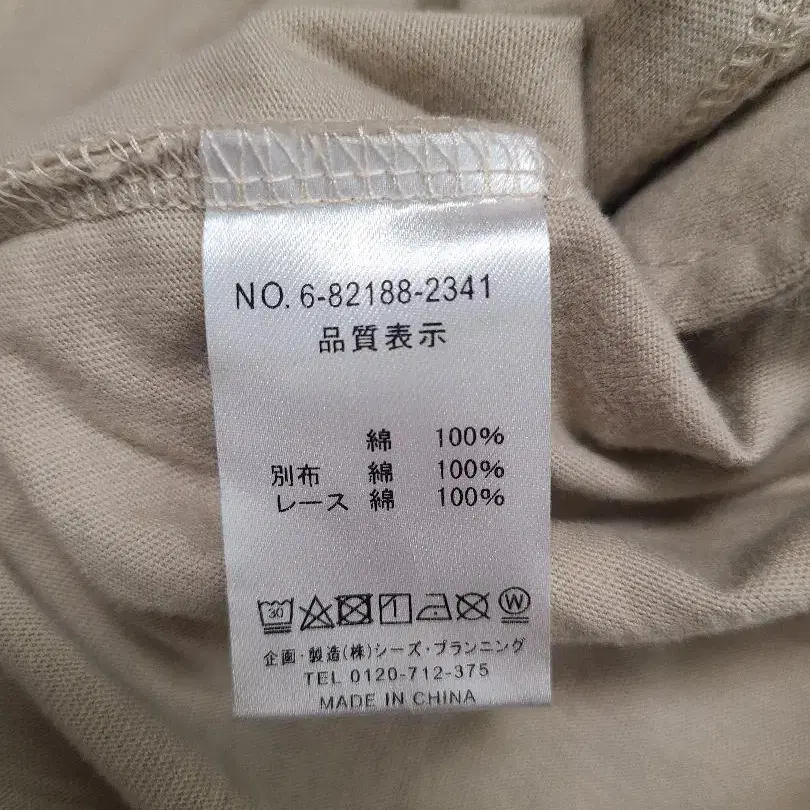 NO. 6-82188-2341
品質表示
綿 100%
別布 綿 100%
レース 綿 100%
30 W
企画・製造(株)シーズ・プランニング
TEL 0120-712-375
MADE IN CHINA